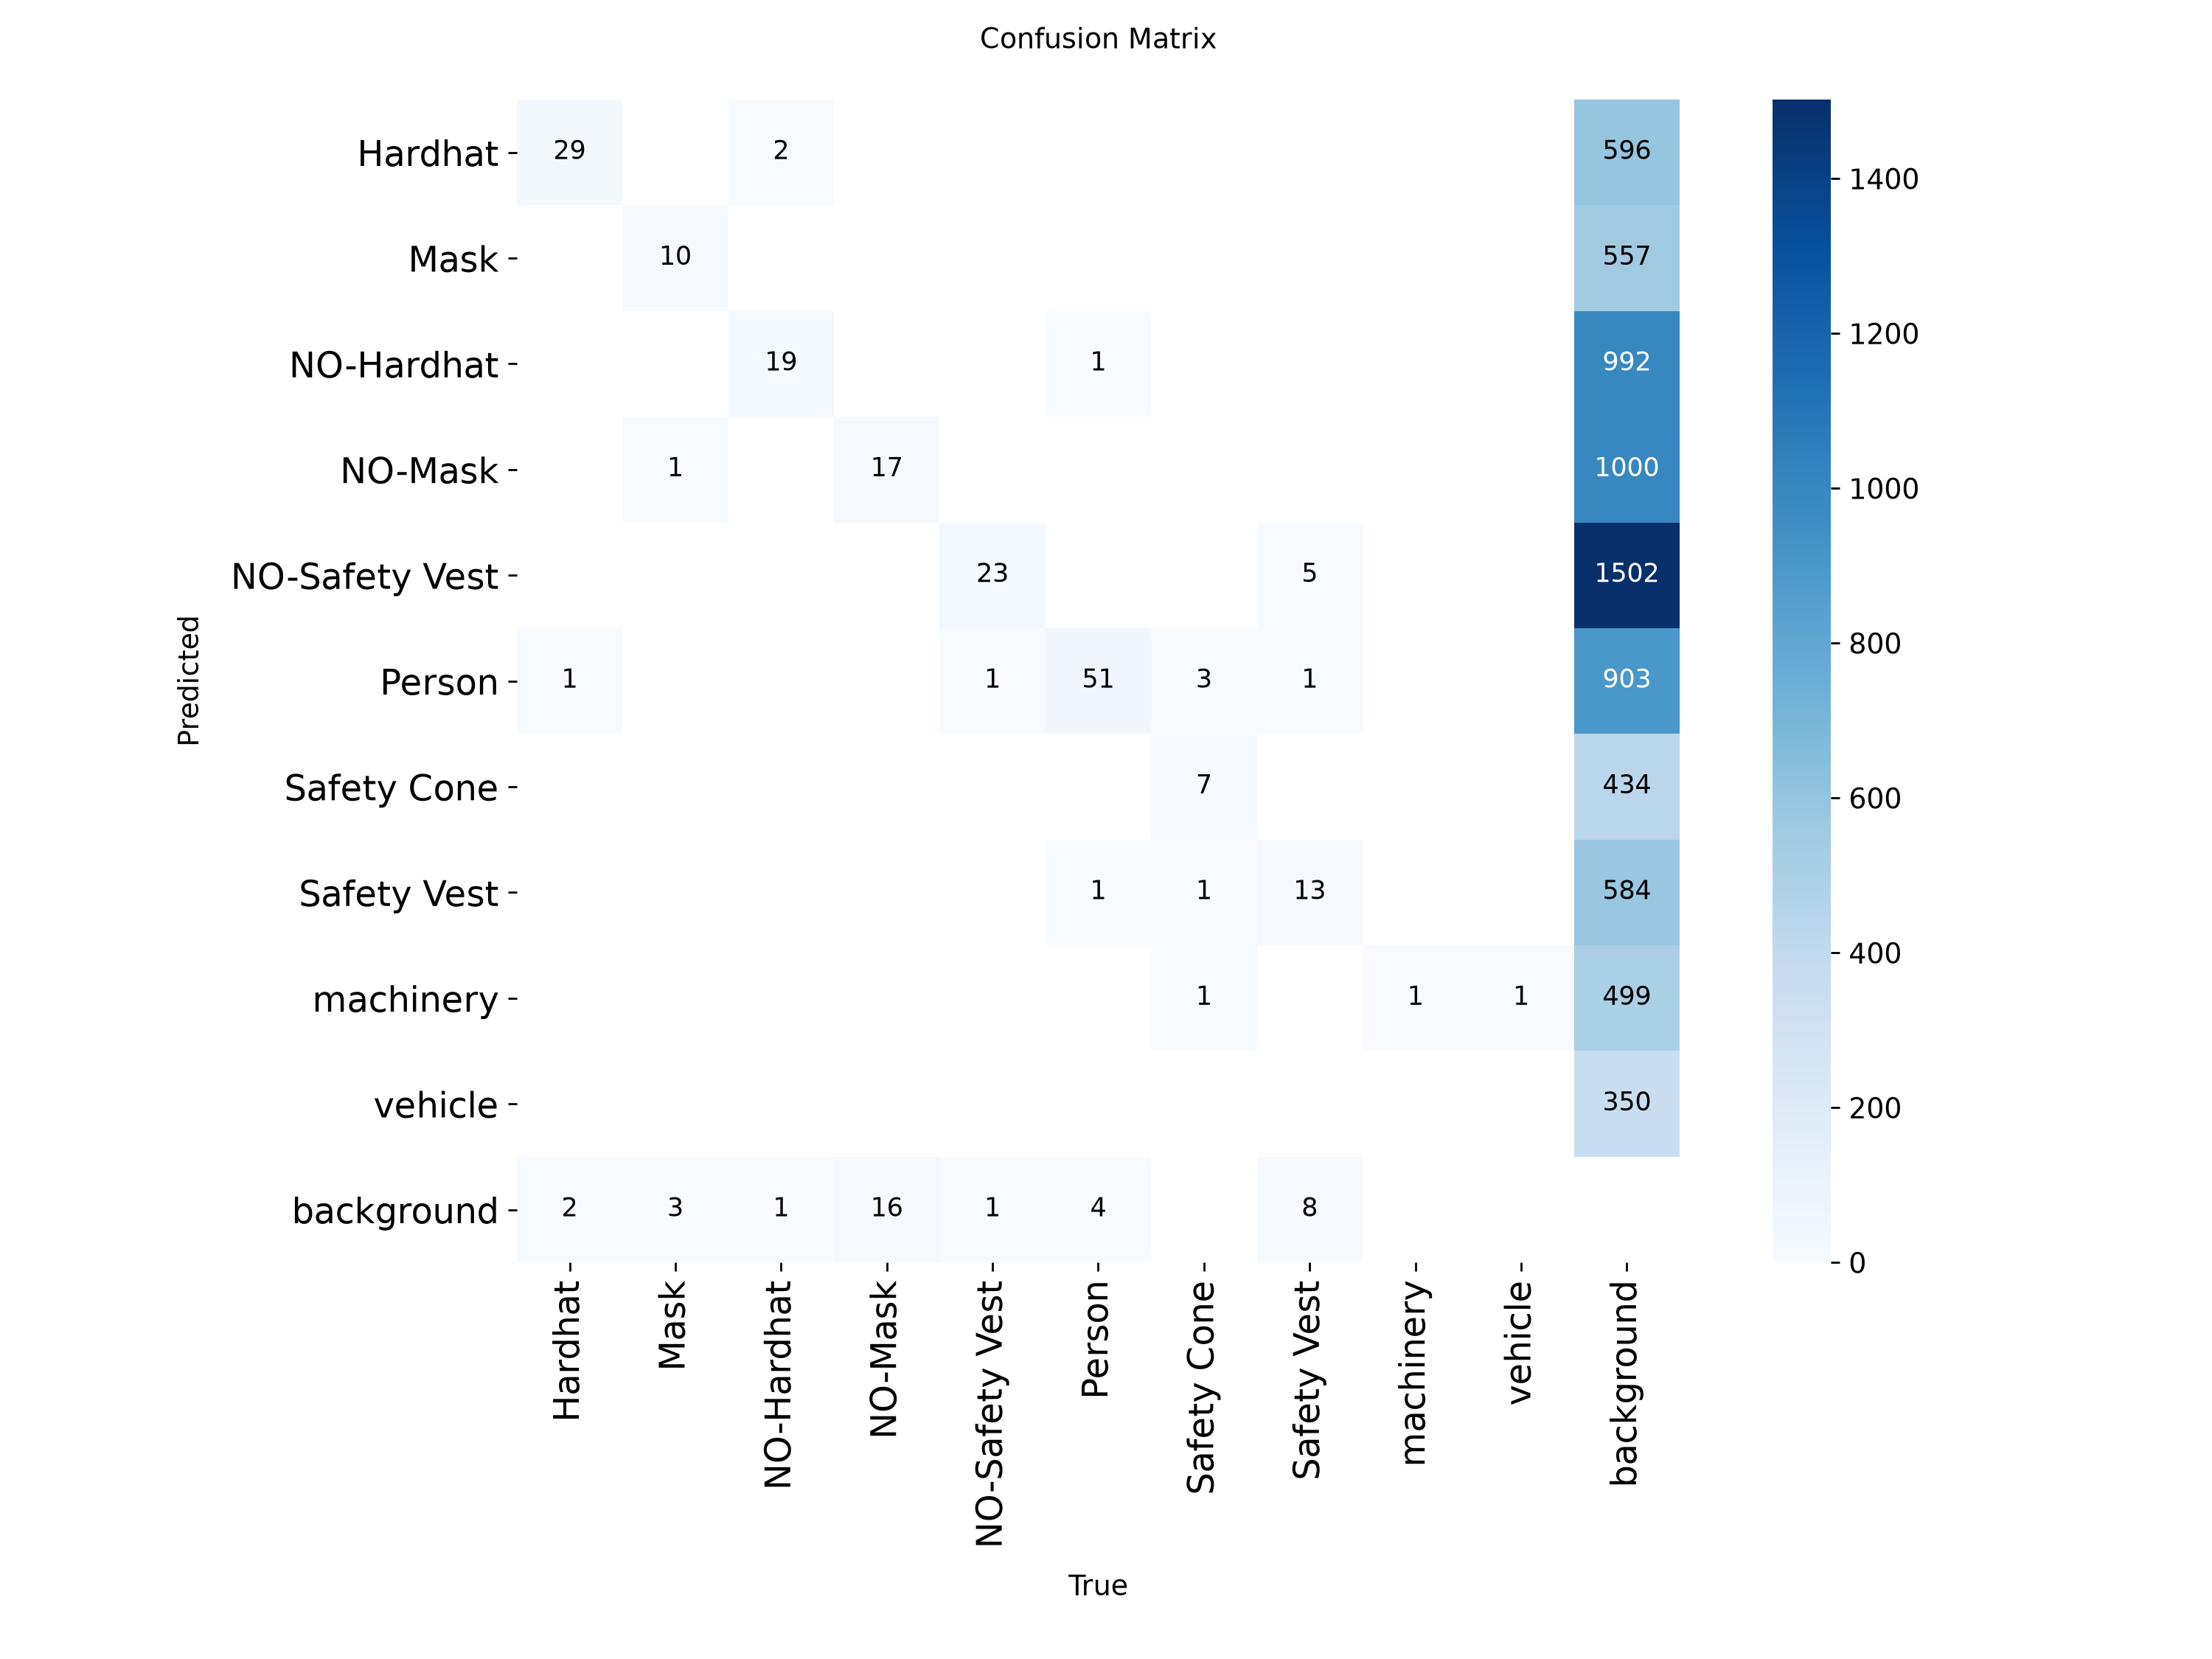 Confusion Matrix
Hardhat 29 2 596
Mask 10 557
NO-Hardhat 19 1 992
NO-Mask 1 17 1000
NO-Safety Vest 23 5 1502
Person 1 1 51 3 1 903
Safety Cone 7 434
Safety Vest 1 1 13 584
machinery 1 1 1 499
vehicle 350
background 2 3 1 16 1 4 8
Predicted
Hardhat
Mask
NO-Hardhat
NO-Mask
NO-Safety Vest
Person
Safety Cone
Safety Vest
machinery
vehicle
background
True
1400
1200
1000
800
600
400
200
0